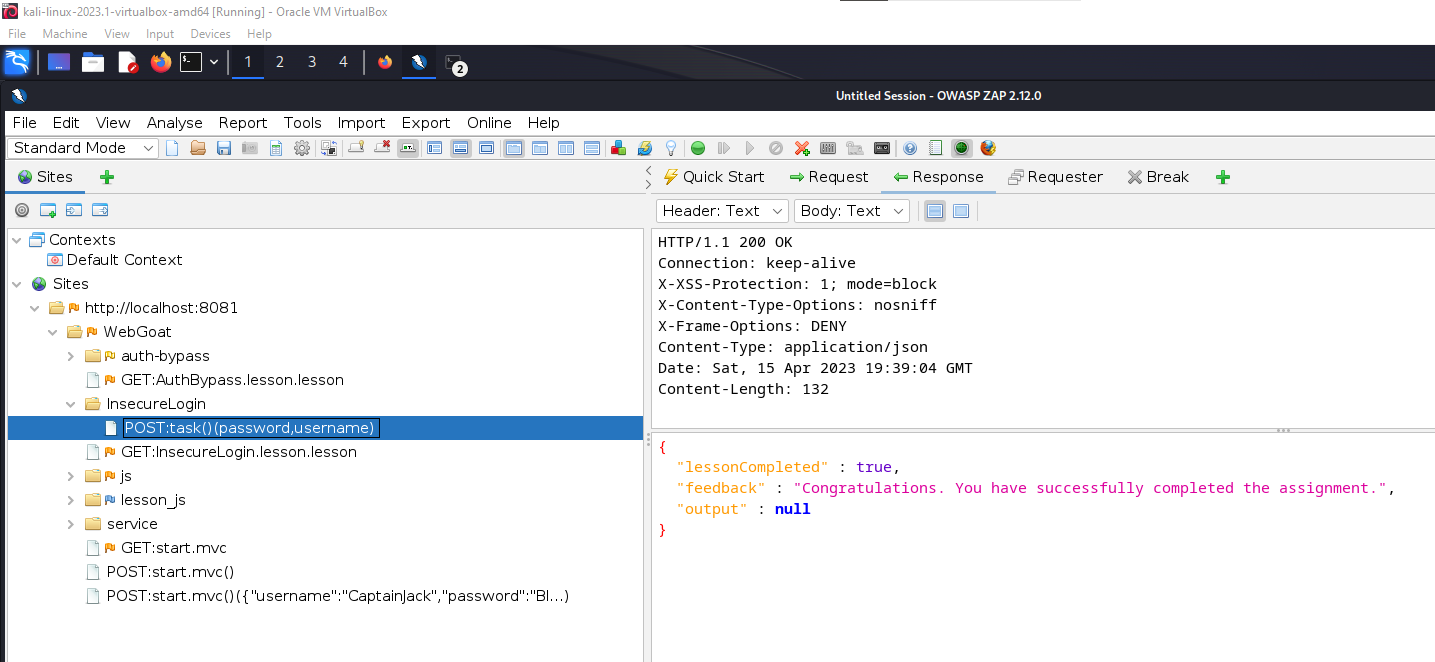 kali-linux-2023.1-virtualbox-amd64 [Running] - Oracle VM VirtualBox
File Machine View Input Devices Help
1 2 3 4 2
Untitled Session - OWASP ZAP 2.12.0
File Edit View Analyse Report Tools Import Export Online Help
Standard Mode
Sites
Quick Start Request Response Requester Break
Header: Text Body: Text
Contexts
Default Context
Sites
http://localhost:8081
WebGoat
auth-bypass
GET:AuthBypass.lesson.lesson
InsecureLogin
POST:task()(password,username)
GET:InsecureLogin.lesson.lesson
js
lesson_js
service
GET:start.mvc
POST:start.mvc()
POST:start.mvc()({"username":"CaptainJack","password":"Bl...)
HTTP/1.1 200 OK
Connection: keep-alive
X-XSS-Protection: 1; mode=block
X-Content-Type-Options: nosniff
X-Frame-Options: DENY
Content-Type: application/json
Date: Sat, 15 Apr 2023 19:39:04 GMT
Content-Length: 132
{
"lessonCompleted" : true,
"feedback" : "Congratulations. You have successfully completed the assignment.",
"output" : null
}